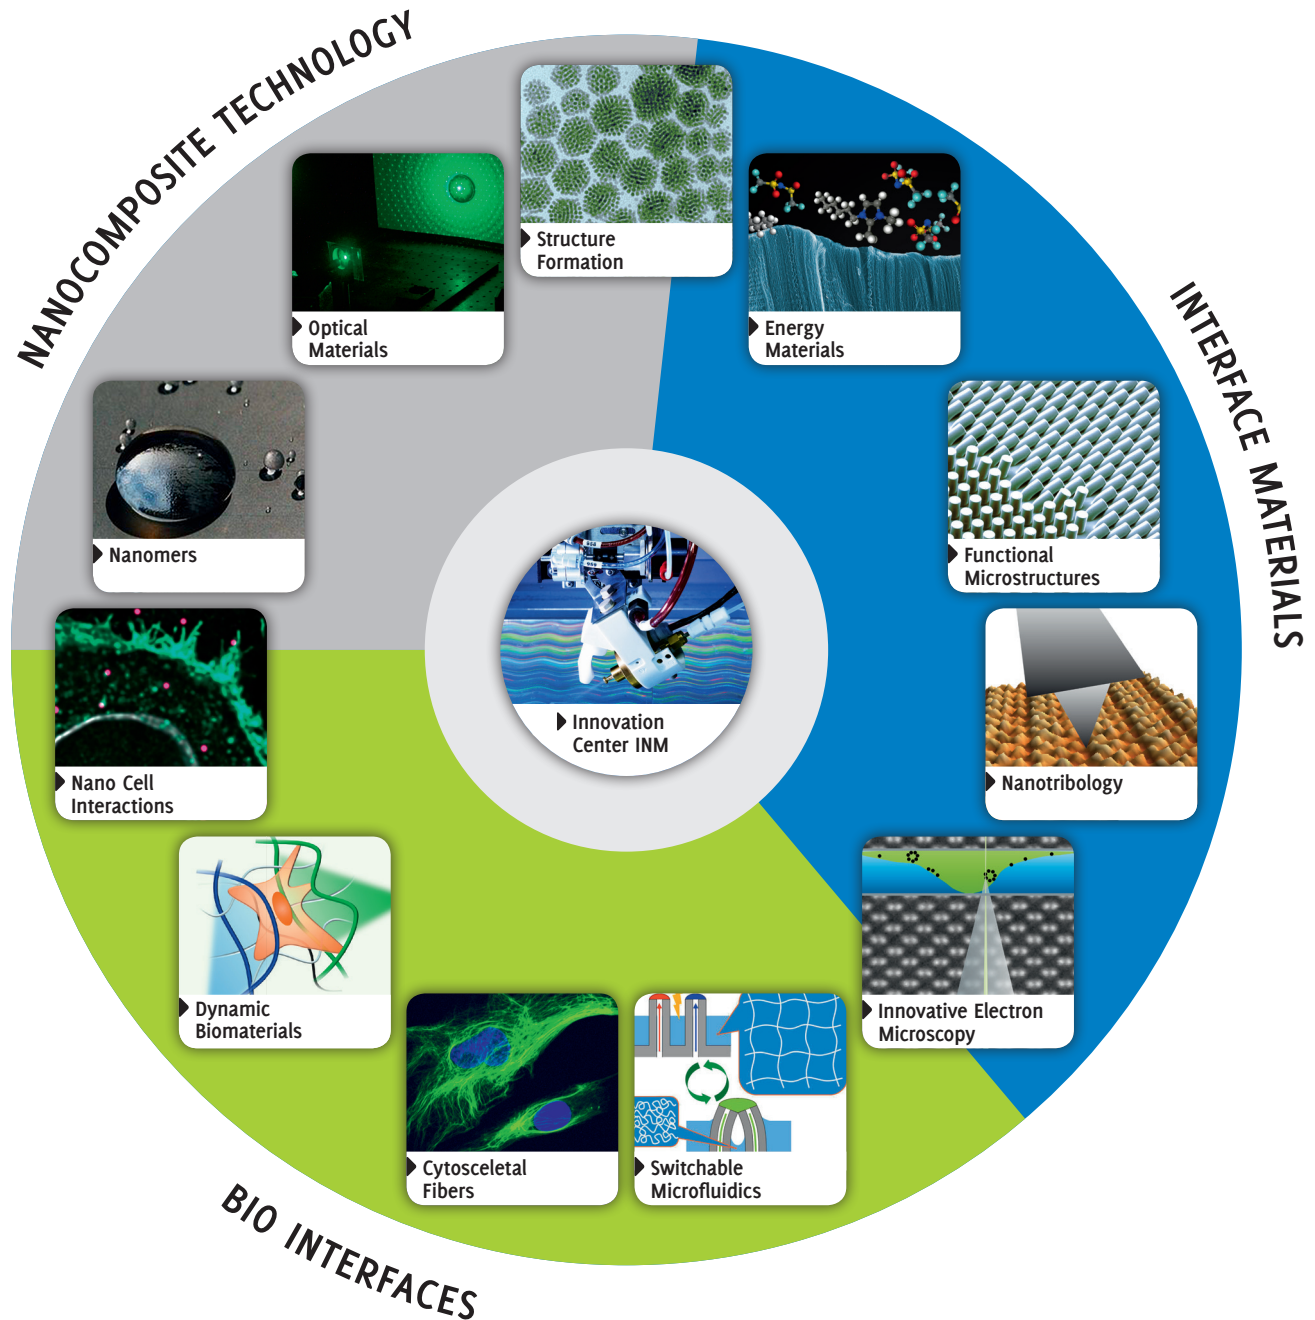 NANOCOMPOSITE TECHNOLOGY
INTERFACE MATERIALS
BIO INTERFACES
Structure
Formation
Optical
Materials
Energy
Materials
Nanomers
Functional
Microstructures
Innovation
Center INM
Nano Cell
Interactions
Nanotribology
Dynamic
Biomaterials
Innovative Electron
Microscopy
Cytosceletal
Fibers
Switchable
Microfluidics